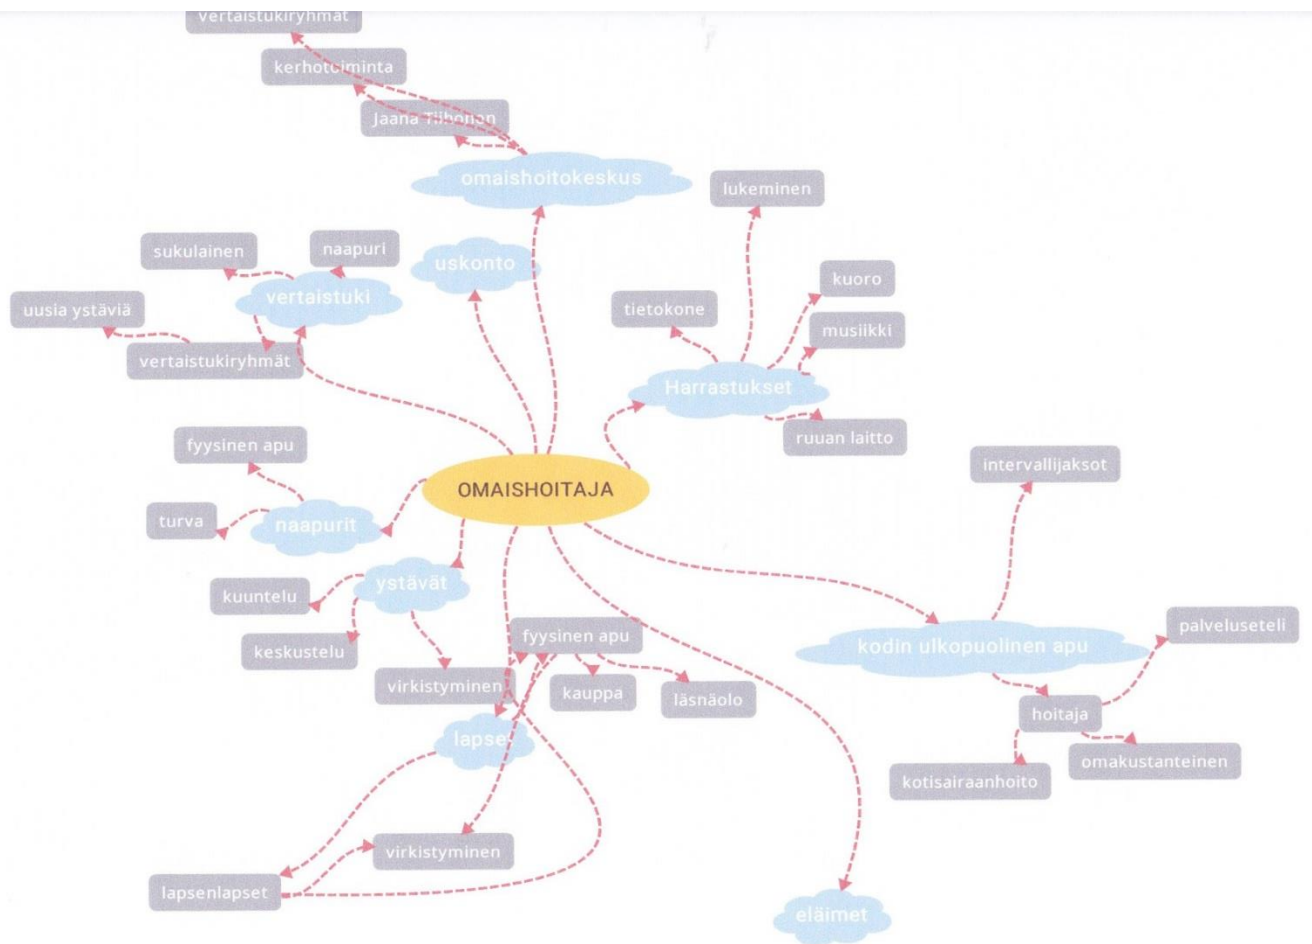 vertaistukiryhmät
kerhotoiminta
Jaana Tiihonen
omaishoitokeskus
lukeminen
sukulainen
naapuri
uskonto
kuoro
vertaistuki
uusia ystäviä
tietokone
musiikki
vertaistukiryhmät
Harrastukset
fyysinen apu
ruuan laitto
intervallijaksot
OMAISHOITAJA
turva
naapurit
ystävät
kuuntelu
fyysinen apu
palveluseteli
keskustelu
kodin ulkopuolinen apu
virkistyminen
kauppa
läsnäolo
hoitaja
lapset
omakustanteinen
kotisairaanhoito
virkistyminen
lapsenlapset
eläimet